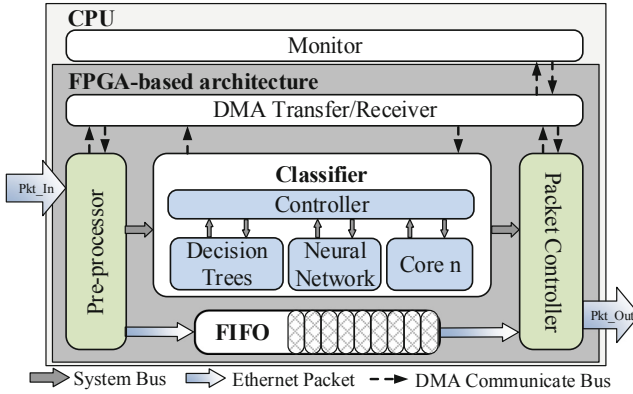 CPU
Monitor
FPGA-based architecture
DMA Transfer/Receiver
Pkt_In
Pre-processor
Classifier
Controller
Decision
Trees
Neural
Network
Core n
Packet Controller
FIFO
Pkt_Out
System Bus
Ethernet Packet
DMA Communicate Bus